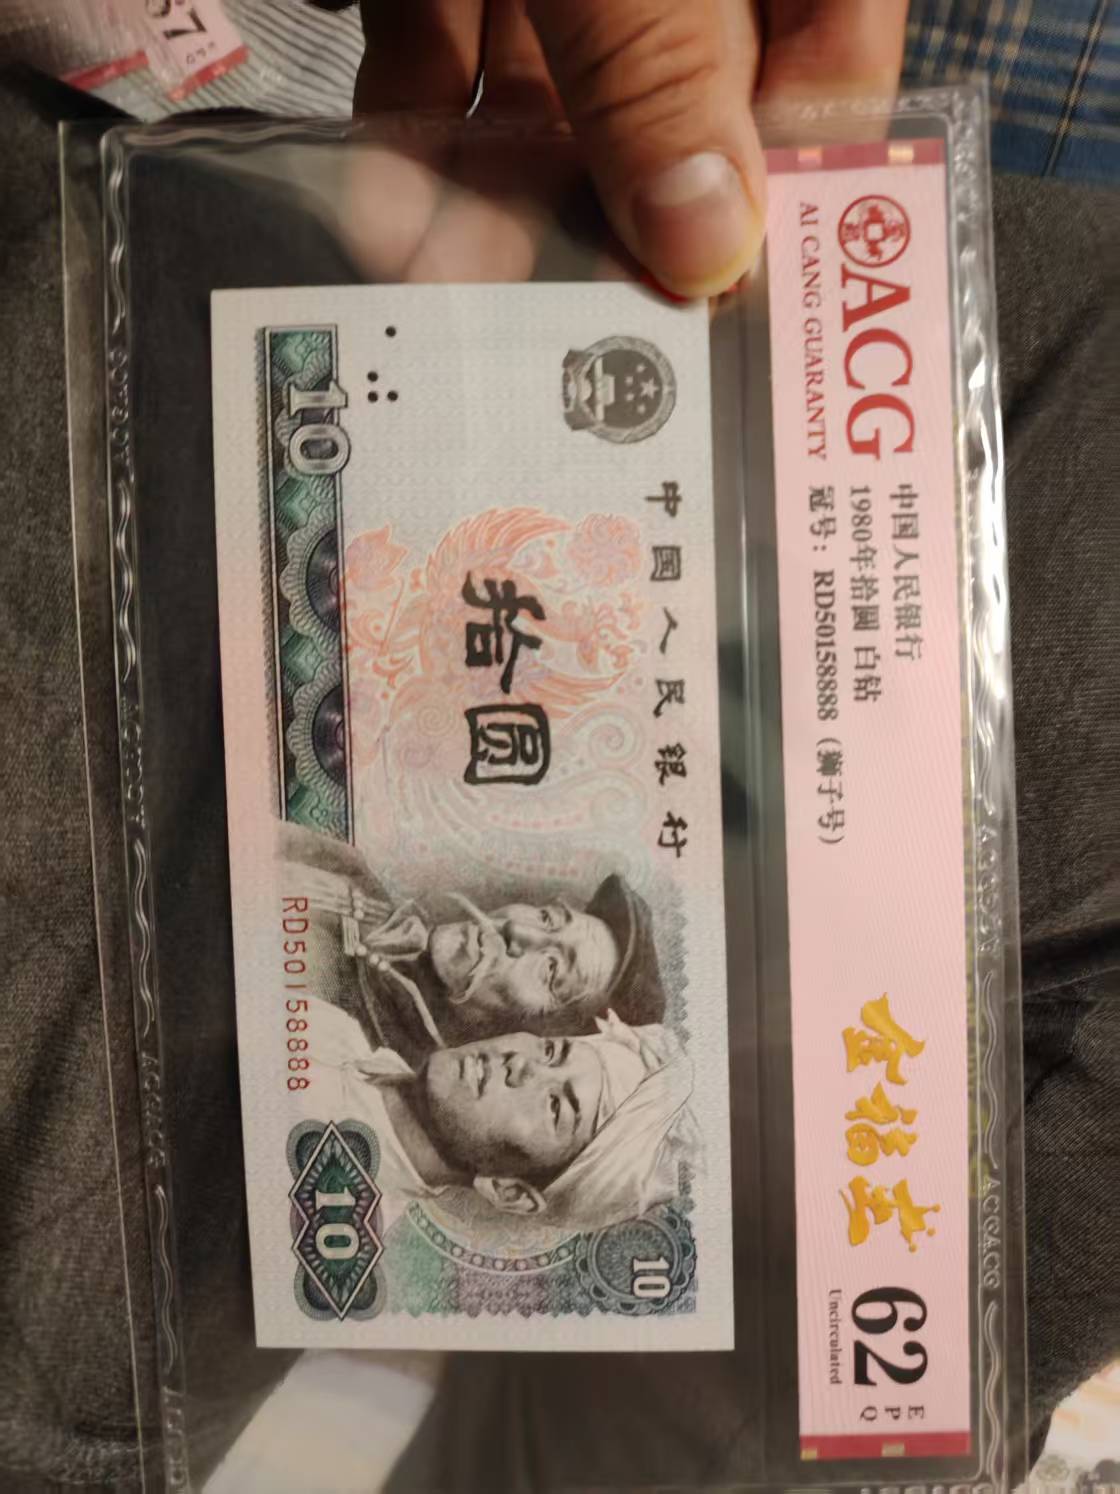 ACG
AI CANG GUARANTY
中国人民银行
1980年拾圆 白钻
冠号：RD50158888（狮子号）
金福堂
62
EPQ
Uncirculated
中国人民银行
拾圆
10
RD50158888
10
10